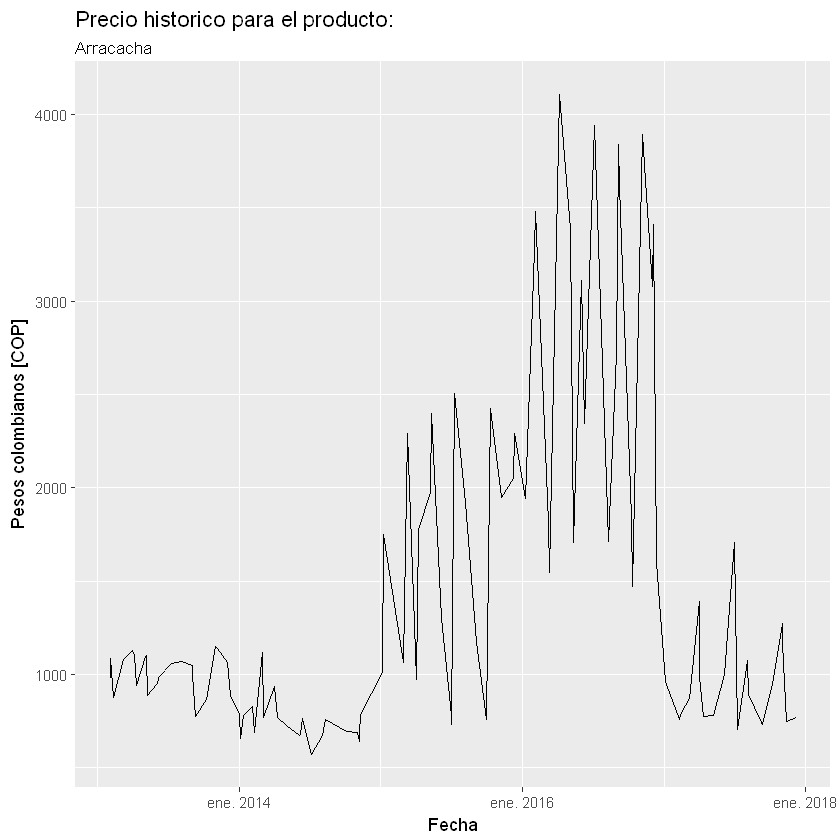 Precio historico para el producto:
Arracacha
4000
3000
2000
1000
Pesos colombianos [COP]
ene. 2014
ene. 2016
ene. 2018
Fecha